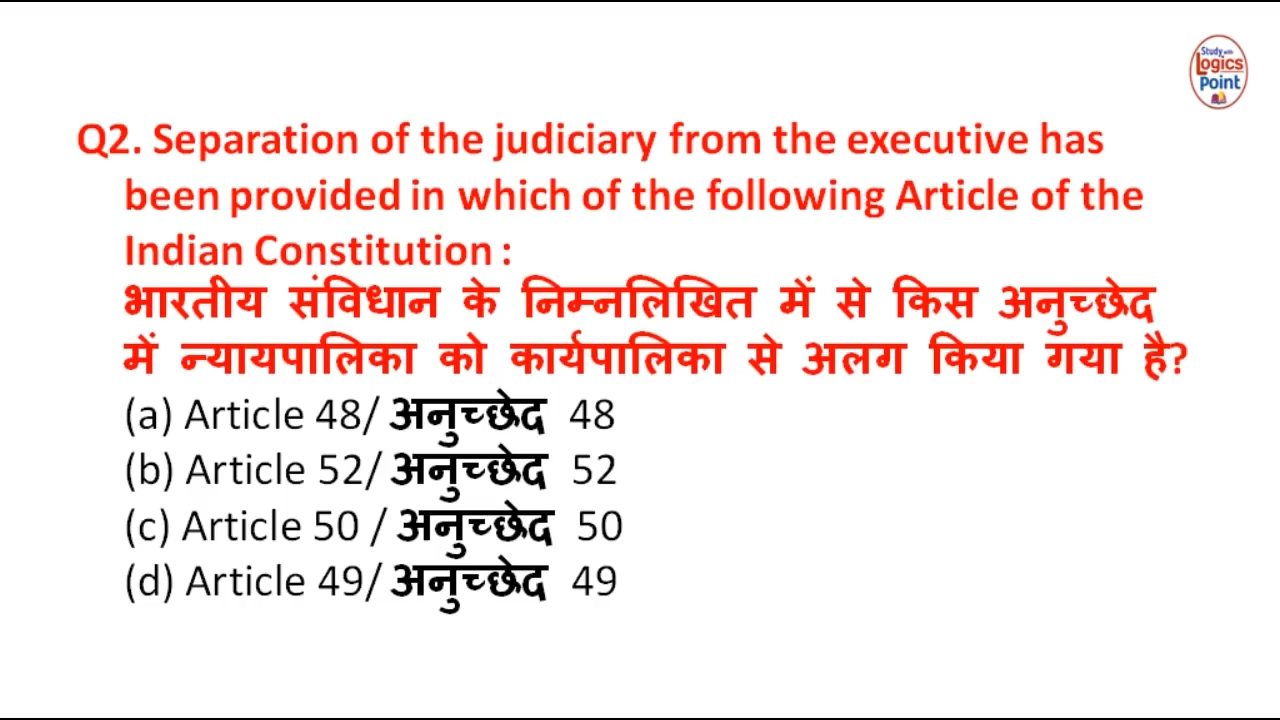 Study with
Logics
Point
Q2. Separation of the judiciary from the executive has
been provided in which of the following Article of the
Indian Constitution :
भारतीय संविधान के निम्नलिखित में से किस अनुच्छेद
में न्यायपालिका को कार्यपालिका से अलग किया गया है?
(a) Article 48/ अनुच्छेद 48
(b) Article 52/ अनुच्छेद 52
(c) Article 50 / अनुच्छेद 50
(d) Article 49/ अनुच्छेद 49